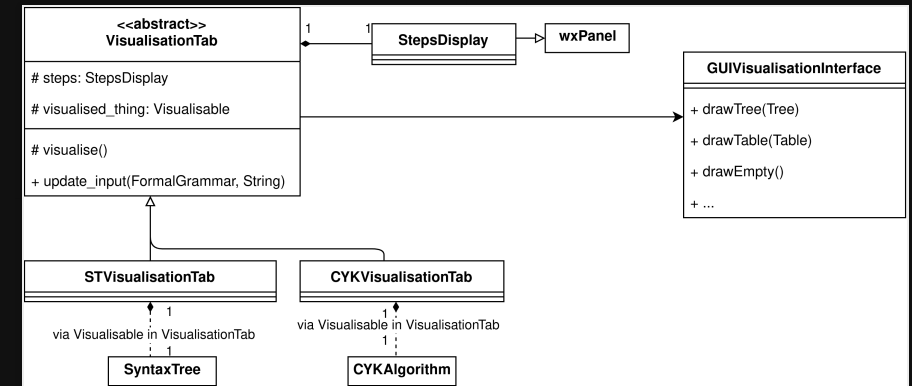 <<abstract>>
VisualisationTab
# steps: StepsDisplay
# visualised_thing: Visualisable
# visualise()
+ update_input(FormalGrammar, String)
1
1
StepsDisplay
wxPanel
GUIVisualisationInterface
+ drawTree(Tree)
+ drawTable(Table)
+ drawEmpty()
+ ...
STVisualisationTab
1
via Visualisable in VisualisationTab
1
SyntaxTree
CYKVisualisationTab
1
via Visualisable in VisualisationTab
1
CYKAlgorithm